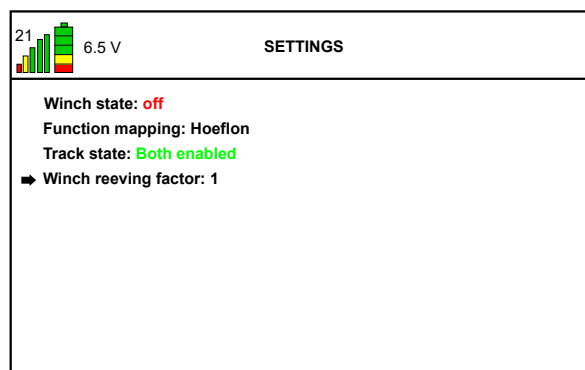 21
6.5 V
SETTINGS
Winch state: off
Function mapping: Hoeflon
Track state: Both enabled
Winch reeving factor: 1